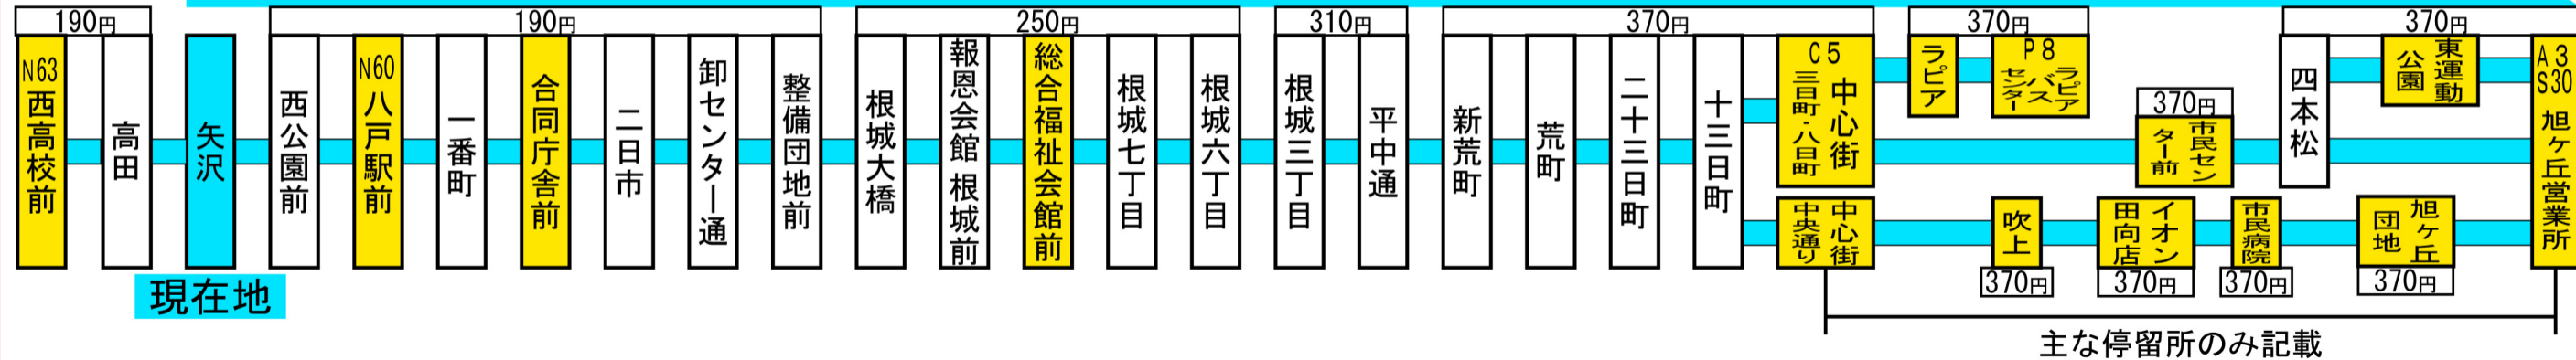 190円
190円
250円
310円
370円
370円
370円
N63
西高校前
高田
矢沢
西公園前
N60
八戸駅前
一番町
合同庁舎前
二日市
卸センター通
整備団地前
根城大橋
報恩会館 根城前
総合福祉会館前
根城七丁目
根城六丁目
根城三丁目
平中通
新荒町
荒町
二十三日町
十三日町
C5
中心街
三日町・八日町
中心街
中央通り
ラピア
P8
ラピア
バス
センター
370円
市民セン
ター前
四本松
東運動
公園
A3
S30
旭ケ丘営業所
吹上
370円
イオン
田向店
370円
市民病院
370円
旭ケ丘
団地
370円
現在地
主な停留所のみ記載